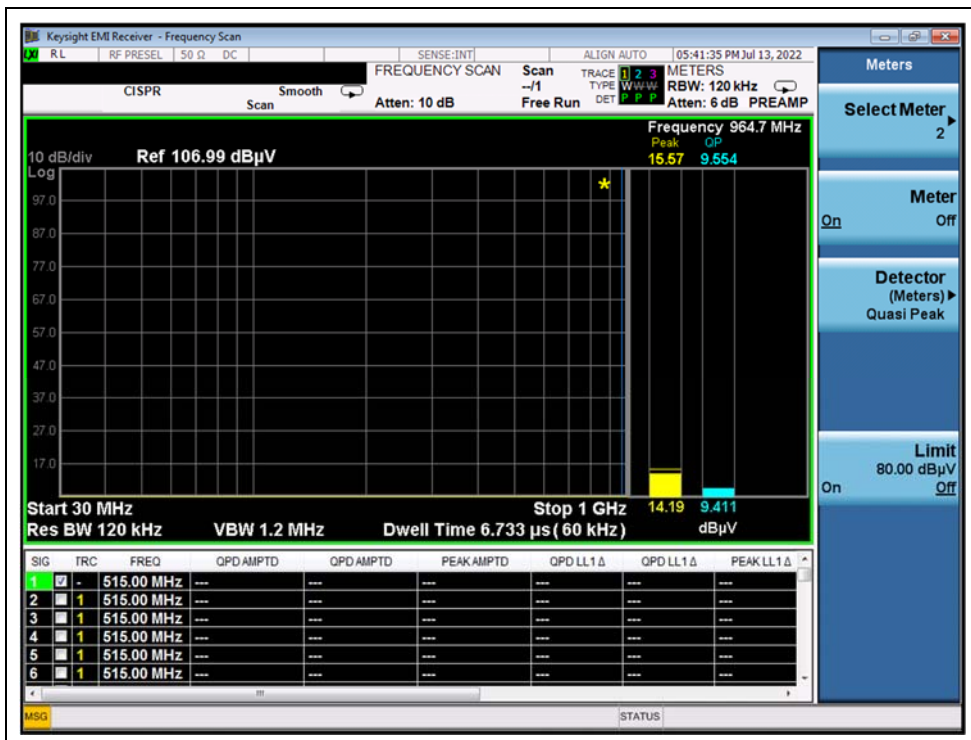 Keysight EMI Receiver - Frequency Scan
LXI RL RF PRESEL 50 Ω DC SENSE:INT ALIGN AUTO 05:41:35 PM Jul 13, 2022
FREQUENCY SCAN Scan TRACE 1 2 3 METERS
CISPR Smooth --/1 TYPE W W W RBW: 120 kHz
Scan Atten: 10 dB Free Run DET P P P Atten: 6 dB PREAMP
Frequency 964.7 MHz
Peak QP
10 dB/div Ref 106.99 dBµV 15.57 9.554
Log
97.0
87.0
77.0
67.0
57.0
47.0
37.0
27.0
17.0
Start 30 MHz Stop 1 GHz 14.19 9.411
Res BW 120 kHz VBW 1.2 MHz Dwell Time 6.733 µs (60 kHz) dBµV
SIG TRC FREQ QPD AMPTD QPD AMPTD PEAK AMPTD QPD LL1 Δ QPD LL1 Δ PEAK LL1 Δ
1 - 515.00 MHz --- --- --- --- --- ---
2 1 515.00 MHz --- --- --- --- --- ---
3 1 515.00 MHz --- --- --- --- --- ---
4 1 515.00 MHz --- --- --- --- --- ---
5 1 515.00 MHz --- --- --- --- --- ---
6 1 515.00 MHz --- --- --- --- --- ---
MSG STATUS
Meters
Select Meter
2
Meter
On Off
Detector
(Meters)
Quasi Peak
Limit
80.00 dBµV
On Off